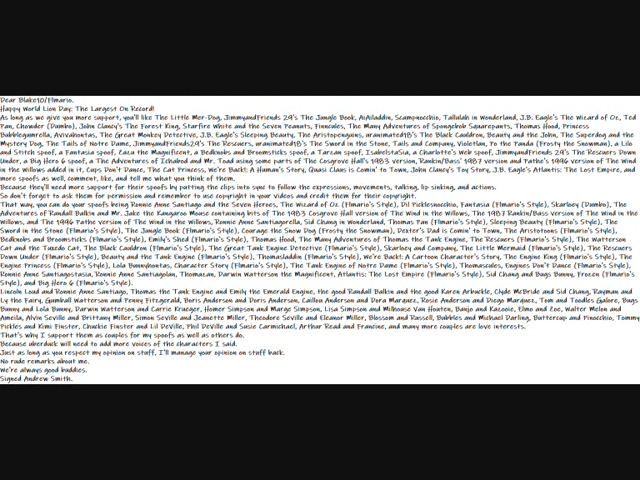 Dear Blake10/Flmario,
Happy World Lion Day: The Largest On Record!
As long as we give you more support, you'll like The Little Mer-Dog, JimmyandFriends 29's The Jungle Book, AiAiladdin, Scampnocchio, Tallulah in Wonderland, J.B. Eagle's The Wizard of Oz, Ted
Pan, Chowder (Dumbo), John Clancy's The Forest King, Starfire White and the Seven Peanuts, Funcules, The Many Adventures of Spongebob Squarepants, Thomas Hood, Princess
Bubblegumrella, Avivahontas, The Great Monkey Detective, J.B. Eagle's Sleeping Beauty, The Aristopenguins, uranimated18's The Black Cauldron, Beauty and the John, The Superdog and the
Mystery Dog, The Tails of Notre Dame, JimmyandFriends29's The Rescuers, uranimated18's The Sword in the Stone, Tails and Company, Violetlan, Po the Panda (Frosty the Snowman), a Lilo
and Stitch spoof, a Fantasia spoof, Zaza the Magnificent, a Bedknobs and Broomsticks spoof, a Tarzan spoof, IsabelstaSia, a Charlotte's Web spoof, JimmyandFriends 29's The Rescuers Down
Under, a Big Hero 6 spoof, a The Adventures of Ichabod and Mr. Toad using some parts of The Cosgrove Hall's 1983 version, Rankin/Bass' 1987 version and Pathe's 1996 version of The Wind
in the Willows added in it, Cups Don't Dance, The Cat Princess, We're Back!: A Human's Story, Quasi Claus is Comin' to Town, John Clancy's Toy Story, J.B. Eagle's Atlantis: The Lost Empire, and
more spoofs as well, comment, like, and tell me what you think of them.
Because they'll need more support for their spoofs by putting the clips into sync to follow the expressions, movements, talking, lip sinking, and actions.
So don't forget to ask them for permission and remember to use copyright in your videos and credit them for their copyright.
That way, you can do your spoofs being Ronnie Anne Santiago and the Seven Heroes, The Wizard of Oz (Flmario's Style), Dil Picklesnocchio, Fantasia (Flmario's Style), Skarloey (Dumbo), The
Adventures of Randall Balkin and Mr. Jake the Kangaroo Mouse containing bits of The 1983 Cosgrove Hall version of The Wind in the Willows, The 1987 Rankin/Bass version of The Wind in the
Willows, and The 1996 Pathe version of The Wind in the Willows, Ronnie Anne Santiagorella, Sid Chang in Wonderland, Thomas Pan (Flmario's Style), Sleeping Beauty (Flmario's Style), The
Sword in the Stone (Flmario's Style), The Jungle Book (Flmario's Style), Courage the Snow Dog (Frosty the Snowman), Dexter's Dad is Comin' to Town, The Aristotoons (Flmario's Style),
Bedknobs and Broomsticks (Flmario's Style), Emily's Shed (Flmario's Style), Thomas Hood, The Many Adventures of Thomas the Tank Engine, The Rescuers (Flmario's Style), The Watterson
Cat and the Tuxedo Cat, The Black Cauldron (Flmario's Style), The Great Tank Engine Detective (Flmario's Style), Skarloey and Company, The Little Mermaid (Flmario's Style), The Rescuers
Down Under (Flmario's Style), Beauty and the Tank Engine (Flmario's Style), Thomasladdin (Flmario's Style), We're Back!: A Cartoon Character's Story, The Engine King (Flmario's Style), The
Engine Princess (Flmario's Style), Lola Bunnyhontas, Character Story (Flmario's Style), The Tank Engine of Notre Dame (Flmario's Style), Thomascules, Engines Don't Dance (Flmario's Style),
Ronnie Anne Santiagostasia, Ronnie Anne Santiagolan, Thomazan, Darwin Watterson the Magnificent, Atlantis: The Lost Empire (Flmario's Style), Sid Chang and Bugs Bunny, Frozen (Flmario's
Style), and Big Hero 6 (Flmario's Style).
Lincoln Loud and Ronnie Anne Santiago, Thomas the Tank Engine and Emily the Emerald Engine, the good Randall Balkin and the good Karen Arbuckle, Clyde McBride and Sid Chang, Rayman and
Ly the Fairy, Gumball Watterson and Penny Fitzgerald, Boris Anderson and Doris Anderson, Caillou Anderson and Dora Marquez, Rosie Anderson and Diego Marquez, Tom and Toodles Galore, Bugs
Bunny and Lola Bunny, Darwin Watterson and Carrie Krueger, Homer Simpson and Marge Simpson, Lisa Simpson and Milhouse Van Houten, Banjo and Kazooie, Elmo and Zoe, Walter Melon and
Amelia, Alvin Seville and Brittany Miller, Simon Seville and Jeanette Miller, Theodore Seville and Eleanor Miller, Blossom and Russell, Bubbles and Michael Darling, Buttercup and Pinocchio, Tommy
Pickles and Kimi Finster, Chuckie Finster and Lil DeVille, Phil DeVille and Susie Carmichael, Arthur Read and Francine, and many more couples are love interests.
That's why I support them as couples for my spoofs as well as others do.
Because uberduck will need to add more voices of the characters I said.
Just as long as you respect my opinion on stuff, I'll manage your opinion on stuff back.
No rude remarks about me.
We're always good buddies.
Signed Andrew Smith.